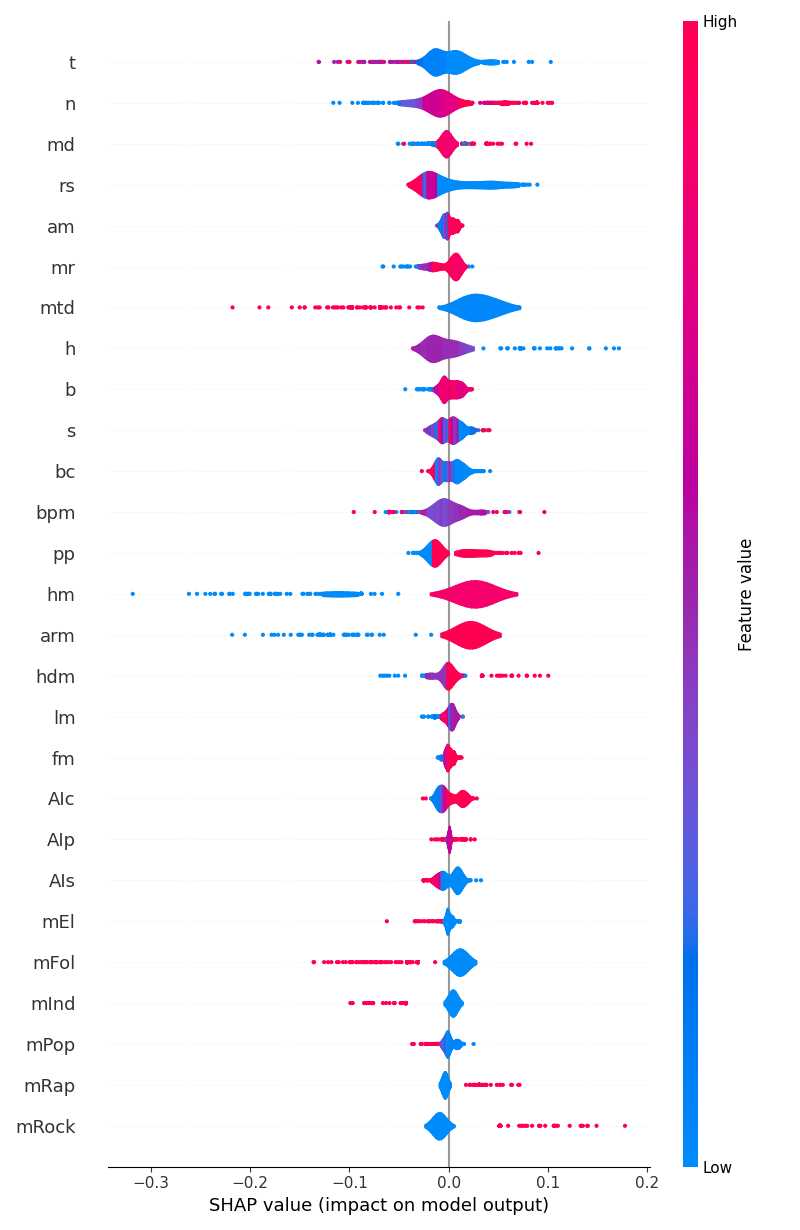 High
t
n
md
rs
am
mr
mtd
h
b
s
bc
bpm
pp
hm
arm
hdm
lm
fm
AIc
AIp
AIs
mEl
mFol
mInd
mPop
mRap
mRock
Feature value
Low
−0.3 −0.2 −0.1 0.0 0.1 0.2
SHAP value (impact on model output)